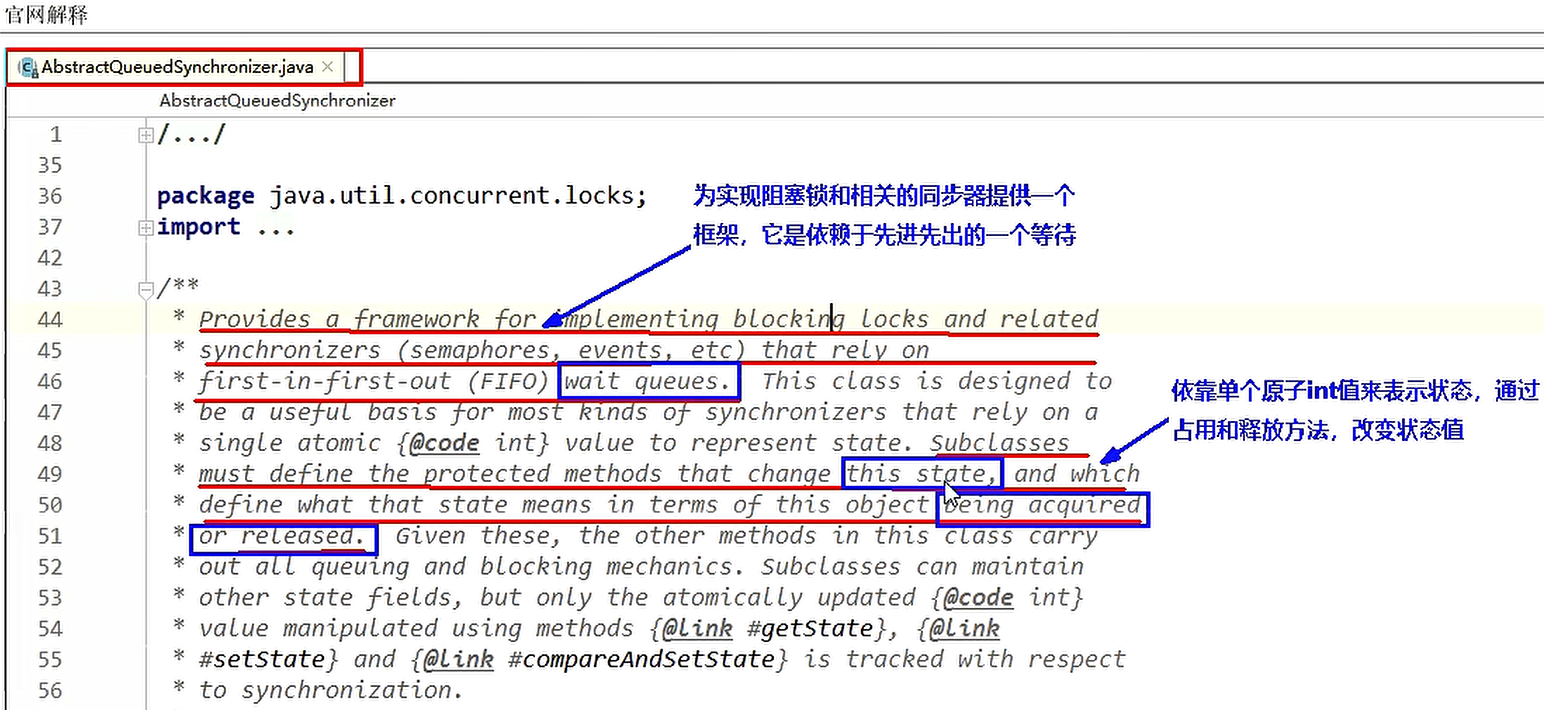 官网解释
AbstractQueuedSynchronizer.java
AbstractQueuedSynchronizer
1 /.../
35
36 package java.util.concurrent.locks;
37 import ...
为实现阻塞锁和相关的同步器提供一个
框架，它是依赖于先进先出的一个等待
42
43 /**
44 * Provides a framework for implementing blocking locks and related
45 * synchronizers (semaphores, events, etc) that rely on
46 * first-in-first-out (FIFO) wait queues. This class is designed to
47 * be a useful basis for most kinds of synchronizers that rely on a
48 * single atomic {@code int} value to represent state. Subclasses
依靠单个原子int值来表示状态，通过
占用和释放方法，改变状态值
49 * must define the protected methods that change this state, and which
50 * define what that state means in terms of this object being acquired
51 * or released. Given these, the other methods in this class carry
52 * out all queuing and blocking mechanics. Subclasses can maintain
53 * other state fields, but only the atomically updated {@code int}
54 * value manipulated using methods {@link #getState}, {@link
55 * #setState} and {@link #compareAndSetState} is tracked with respect
56 * to synchronization.